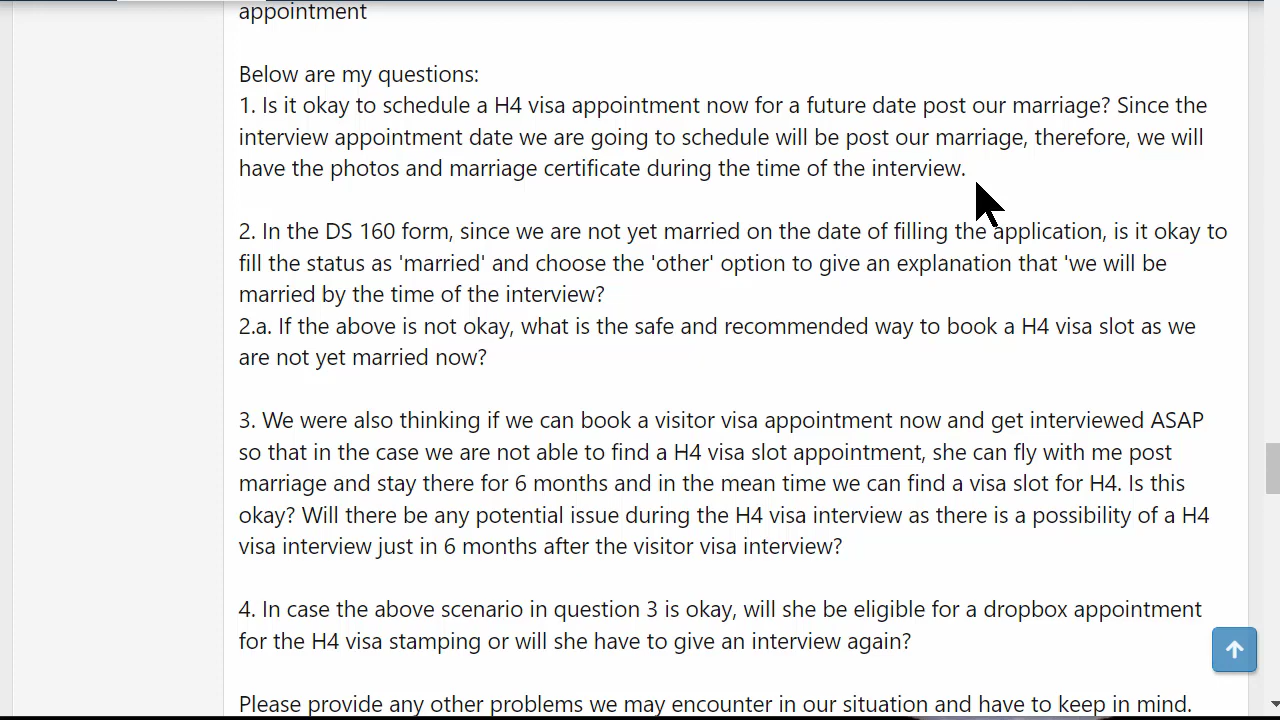 appointment
Below are my questions:
1. Is it okay to schedule a H4 visa appointment now for a future date post our marriage? Since the
interview appointment date we are going to schedule will be post our marriage, therefore, we will
have the photos and marriage certificate during the time of the interview.
2. In the DS 160 form, since we are not yet married on the date of filling the application, is it okay to
fill the status as 'married' and choose the 'other' option to give an explanation that 'we will be
married by the time of the interview?
2.a. If the above is not okay, what is the safe and recommended way to book a H4 visa slot as we
are not yet married now?
3. We were also thinking if we can book a visitor visa appointment now and get interviewed ASAP
so that in the case we are not able to find a H4 visa slot appointment, she can fly with me post
marriage and stay there for 6 months and in the mean time we can find a visa slot for H4. Is this
okay? Will there be any potential issue during the H4 visa interview as there is a possibility of a H4
visa interview just in 6 months after the visitor visa interview?
4. In case the above scenario in question 3 is okay, will she be eligible for a dropbox appointment
for the H4 visa stamping or will she have to give an interview again?
Please provide any other problems we may encounter in our situation and have to keep in mind.